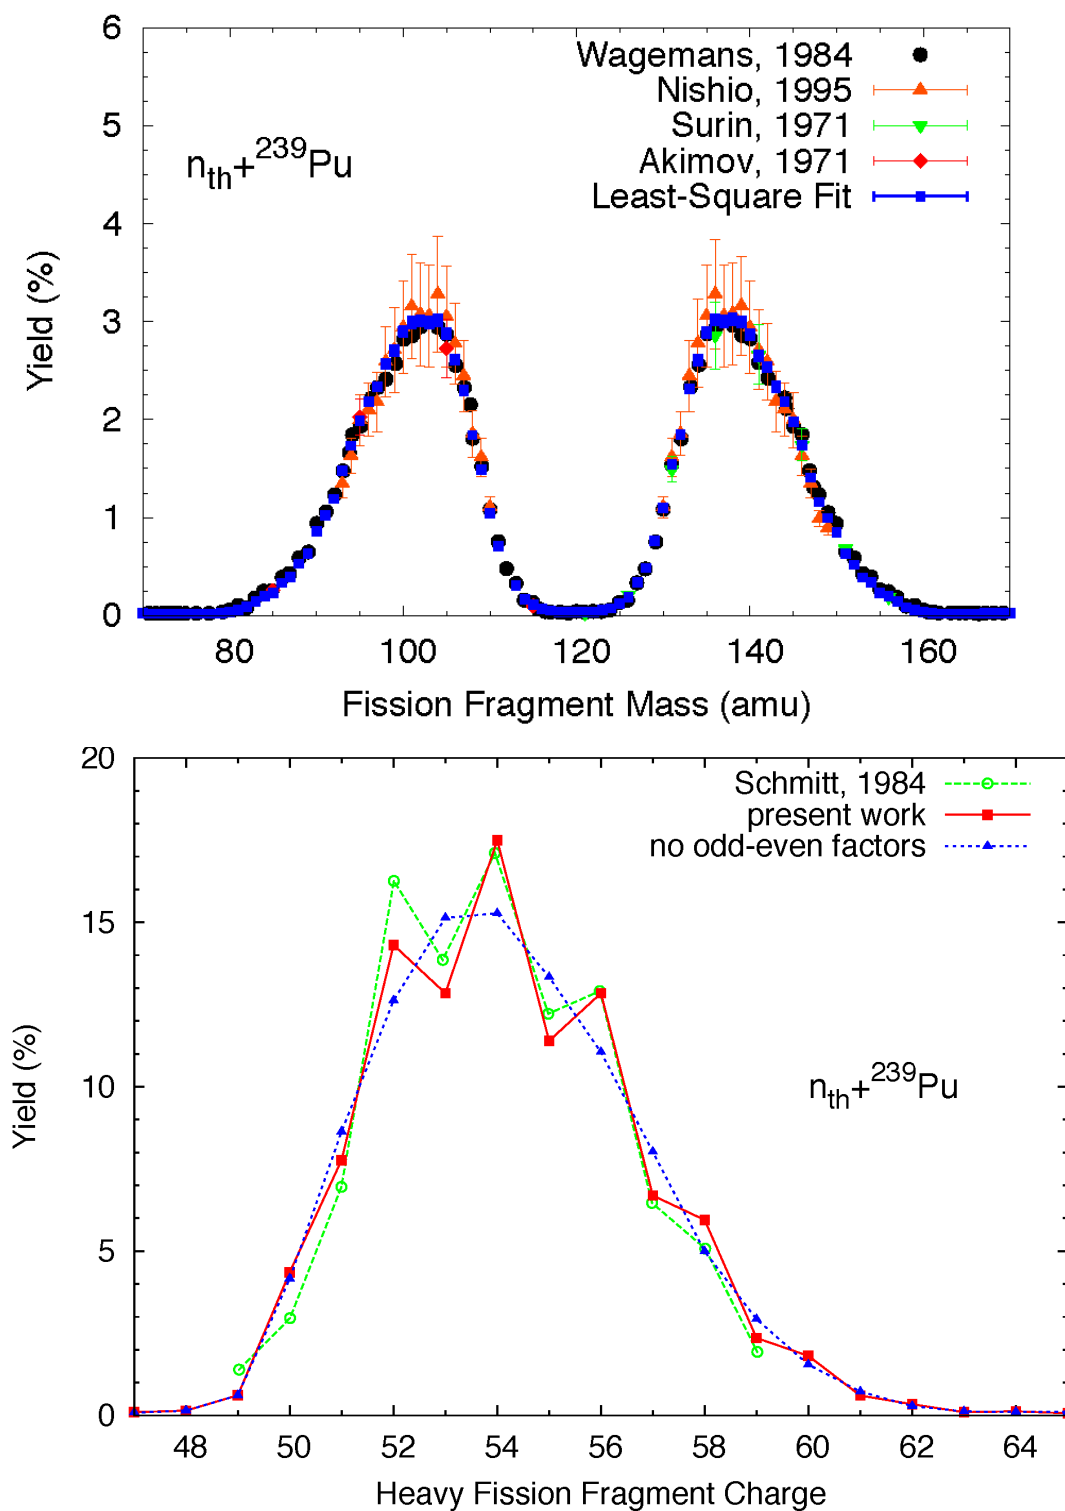 6
5
4
3
2
1
0
Yield (%)
Wagemans, 1984
Nishio, 1995
Surin, 1971
Akimov, 1971
Least-Square Fit
nth+239Pu
80 100 120 140 160
Fission Fragment Mass (amu)
20
15
10
5
0
Yield (%)
Schmitt, 1984
present work
no odd-even factors
nth+239Pu
48 50 52 54 56 58 60 62 64
Heavy Fission Fragment Charge